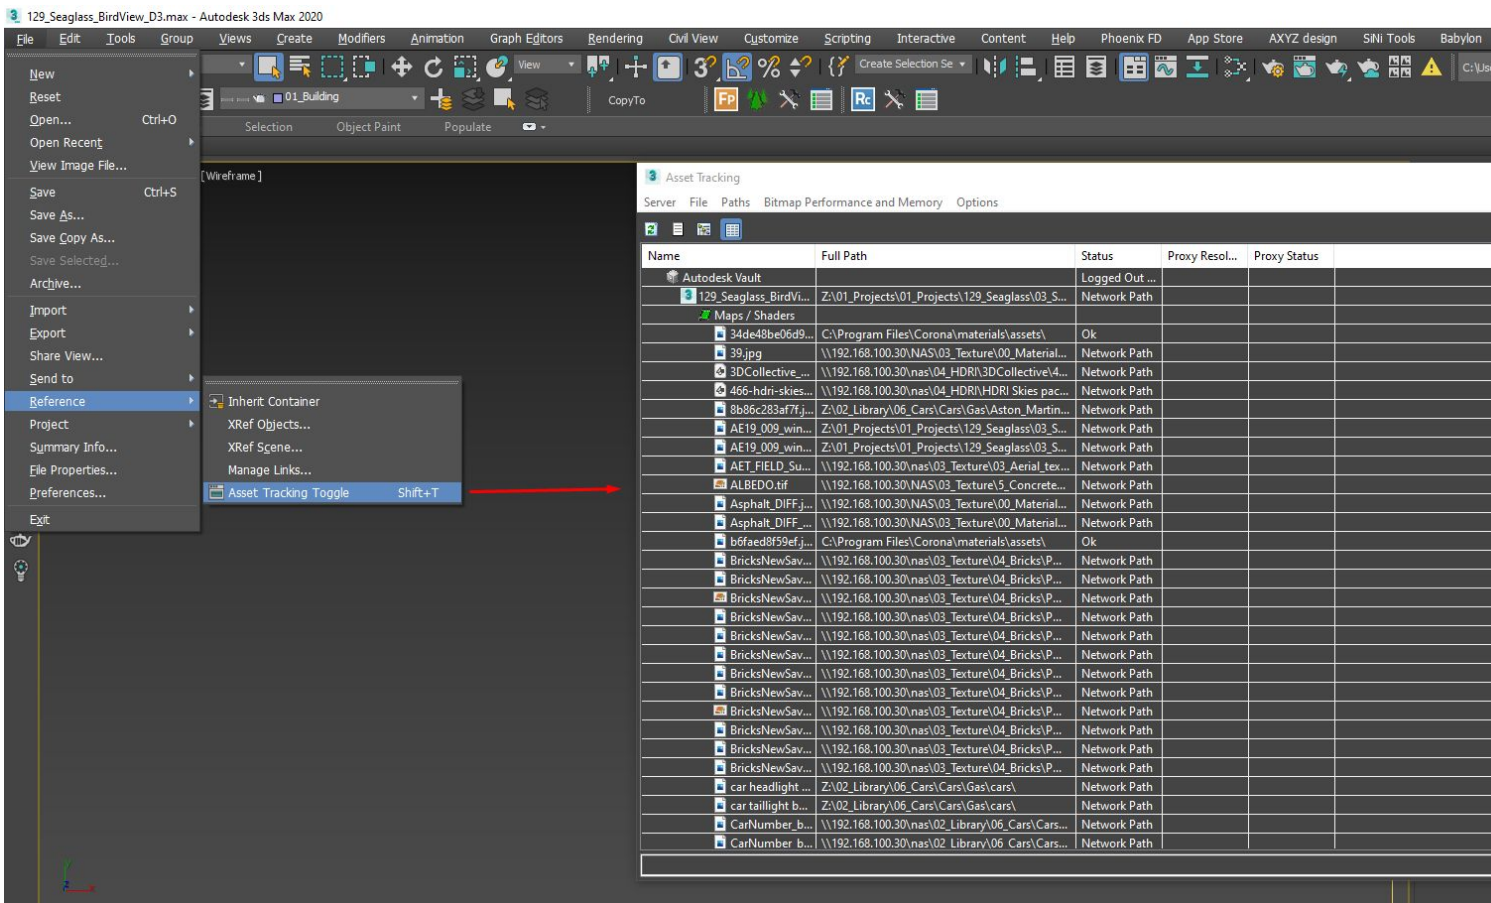 129_Seaglass_BirdView_D3.max - Autodesk 3ds Max 2020
File Edit Tools Group Views Create Modifiers Animation Graph Editors Rendering Civil View Customize Scripting Interactive Content Help Phoenix FD App Store AXYZ design SiNi Tools Babylon
View Create Selection Se C:\Us
01_Building CopyTo FP Rc
Selection Object Paint Populate
New
Reset
Open... Ctrl+O
Open Recent
View Image File...
Save Ctrl+S
Save As...
Save Copy As...
Save Selected...
Archive...
Import
Export
Share View...
Send to
Reference
Project
Summary Info...
File Properties...
Preferences...
Exit
Inherit Container
XRef Objects...
XRef Scene...
Manage Links...
Asset Tracking Toggle Shift+T
[Wireframe ]
Asset Tracking
Server File Paths Bitmap Performance and Memory Options
Name Full Path Status Proxy Resol... Proxy Status
Autodesk Vault Logged Out ...
129_Seaglass_BirdVi... Z:\01_Projects\01_Projects\129_Seaglass\03_S... Network Path
Maps / Shaders
34de48be06d9... C:\Program Files\Corona\materials\assets\ Ok
39.jpg \\192.168.100.30\NAS\03_Texture\00_Material... Network Path
3DCollective_... \\192.168.100.30\nas\04_HDRI\3DCollective\4... Network Path
466-hdri-skies... \\192.168.100.30\nas\04_HDRI\HDRI Skies pac... Network Path
8b86c283af7f.j... Z:\02_Library\06_Cars\Cars\Gas\Aston_Martin... Network Path
AE19_009_win... Z:\01_Projects\01_Projects\129_Seaglass\03_S... Network Path
AE19_009_win... Z:\01_Projects\01_Projects\129_Seaglass\03_S... Network Path
AET_FIELD_Su... \\192.168.100.30\nas\03_Texture\03_Aerial_tex... Network Path
ALBEDO.tif \\192.168.100.30\NAS\03_Texture\5_Concrete... Network Path
Asphalt_DIFF.j... \\192.168.100.30\NAS\03_Texture\00_Material... Network Path
Asphalt_DIFF_... \\192.168.100.30\NAS\03_Texture\00_Material... Network Path
b6faed8f59ef.j... C:\Program Files\Corona\materials\assets\ Ok
BricksNewSav... \\192.168.100.30\nas\03_Texture\04_Bricks\P... Network Path
BricksNewSav... \\192.168.100.30\nas\03_Texture\04_Bricks\P... Network Path
BricksNewSav... \\192.168.100.30\nas\03_Texture\04_Bricks\P... Network Path
BricksNewSav... \\192.168.100.30\nas\03_Texture\04_Bricks\P... Network Path
BricksNewSav... \\192.168.100.30\nas\03_Texture\04_Bricks\P... Network Path
BricksNewSav... \\192.168.100.30\nas\03_Texture\04_Bricks\P... Network Path
BricksNewSav... \\192.168.100.30\nas\03_Texture\04_Bricks\P... Network Path
BricksNewSav... \\192.168.100.30\nas\03_Texture\04_Bricks\P... Network Path
BricksNewSav... \\192.168.100.30\nas\03_Texture\04_Bricks\P... Network Path
BricksNewSav... \\192.168.100.30\nas\03_Texture\04_Bricks\P... Network Path
BricksNewSav... \\192.168.100.30\nas\03_Texture\04_Bricks\P... Network Path
BricksNewSav... \\192.168.100.30\nas\03_Texture\04_Bricks\P... Network Path
car headlight ... Z:\02_Library\06_Cars\Cars\Gas\cars\ Network Path
car taillight b... Z:\02_Library\06_Cars\Cars\Gas\cars\ Network Path
CarNumber_b... \\192.168.100.30\nas\02_Library\06_Cars\Cars... Network Path
CarNumber_b... \\192.168.100.30\nas\02_Library\06_Cars\Cars... Network Path